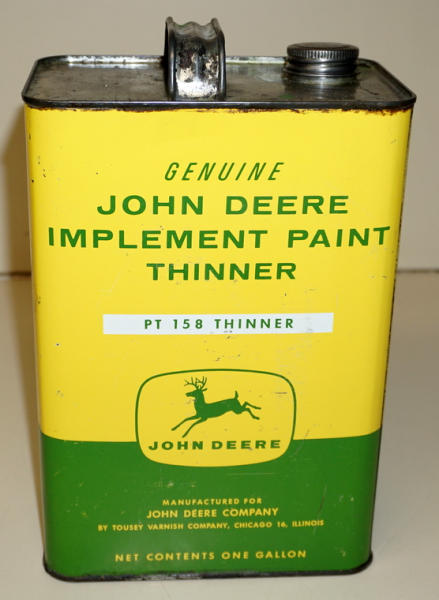 GENUINE
JOHN DEERE
IMPLEMENT PAINT
THINNER
PT 158 THINNER
JOHN DEERE
MANUFACTURED FOR
JOHN DEERE COMPANY
BY TOUSEY VARNISH COMPANY, CHICAGO 16, ILLINOIS
NET CONTENTS ONE GALLON